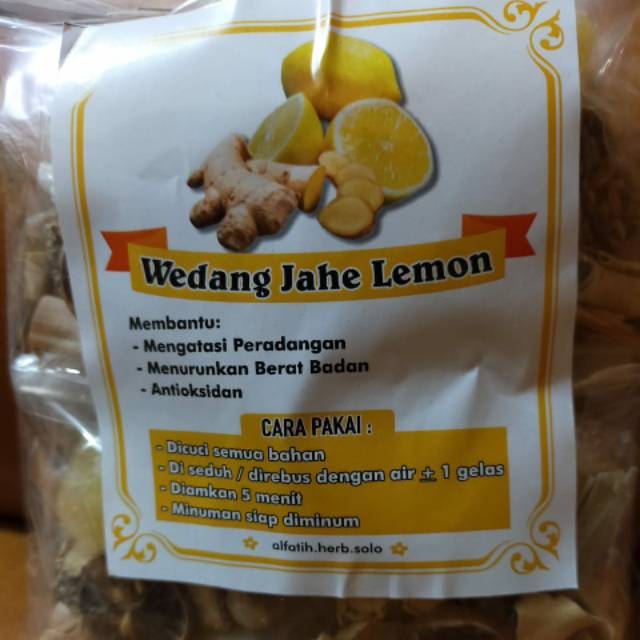 Wedang Jahe Lemon
Membantu:
- Mengatasi Peradangan
- Menurunkan Berat Badan
- Antioksidan
CARA PAKAI :
- Dicuci semua bahan
- Di seduh / direbus dengan air ± 1 gelas
- Diamkan 5 menit
- Minuman siap diminum
alfatih.herb.solo